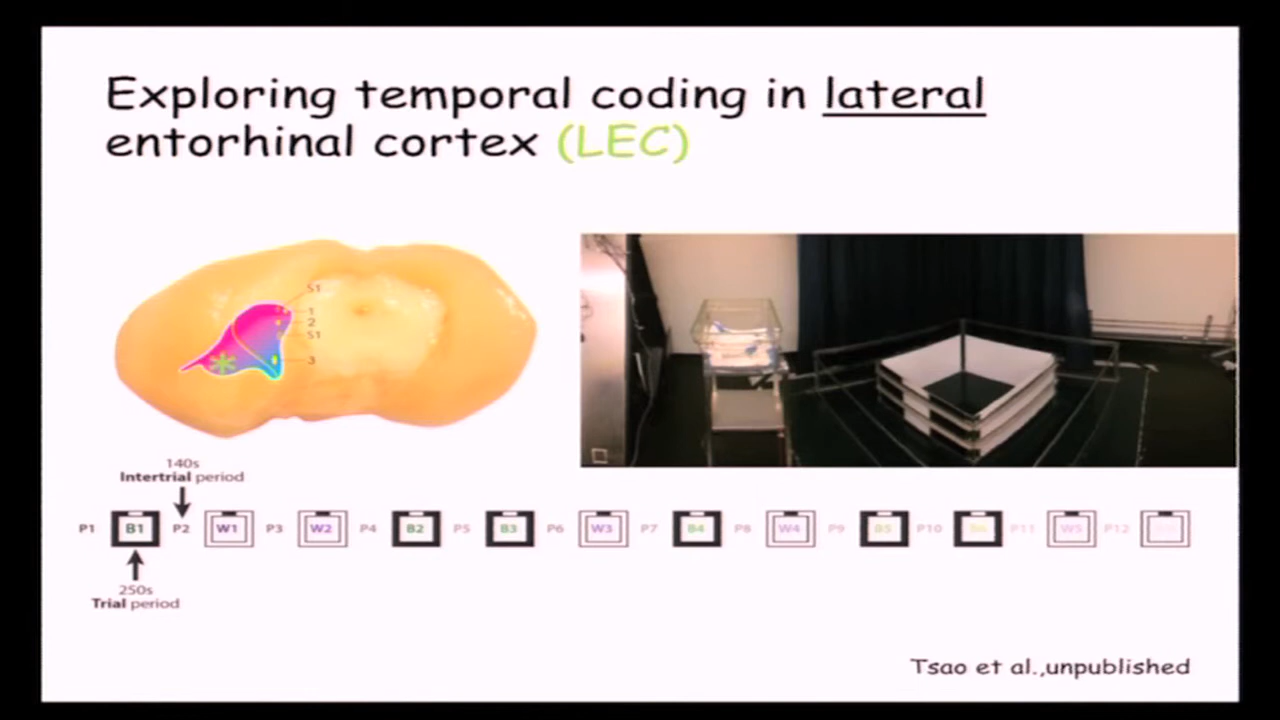 Exploring temporal coding in lateral
entorhinal cortex (LEC)
S1
1
2
S1
3
140s
Intertrial period
P1 B1 P2 W1 P3 W2 P4 B2 P5 B3 P6 W3 P7 B4 P8 W4 P9 B5 P10 P11 W5 P12
250s
Trial period
Tsao et al.,unpublished